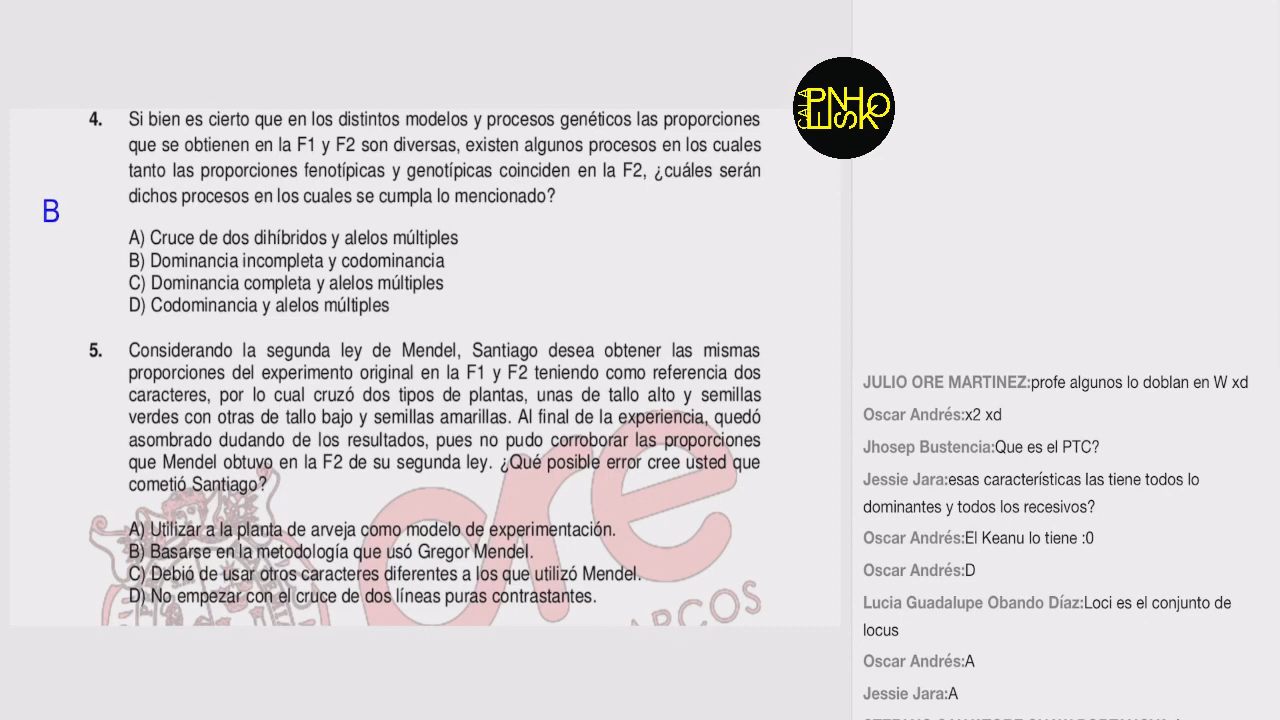 4. Si bien es cierto que en los distintos modelos y procesos genéticos las proporciones
que se obtienen en la F1 y F2 son diversas, existen algunos procesos en los cuales
tanto las proporciones fenotípicas y genotípicas coinciden en la F2, ¿cuáles serán
dichos procesos en los cuales se cumpla lo mencionado?
B
A) Cruce de dos dihíbridos y alelos múltiples
B) Dominancia incompleta y codominancia
C) Dominancia completa y alelos múltiples
D) Codominancia y alelos múltiples
5. Considerando la segunda ley de Mendel, Santiago desea obtener las mismas
proporciones del experimento original en la F1 y F2 teniendo como referencia dos
caracteres, por lo cual cruzó dos tipos de plantas, unas de tallo alto y semillas
verdes con otras de tallo bajo y semillas amarillas. Al final de la experiencia, quedó
asombrado dudando de los resultados, pues no pudo corroborar las proporciones
que Mendel obtuvo en la F2 de su segunda ley. ¿Qué posible error cree usted que
cometió Santiago?
A) Utilizar a la planta de arveja como modelo de experimentación.
B) Basarse en la metodología que usó Gregor Mendel.
C) Debió de usar otros caracteres diferentes a los que utilizó Mendel.
D) No empezar con el cruce de dos líneas puras contrastantes.
ore
ARCOS
CALA
PNH
ESKO
JULIO ORE MARTINEZ:profe algunos lo doblan en W xd
Oscar Andrés:x2 xd
Jhosep Bustencia:Que es el PTC?
Jessie Jara:esas características las tiene todos lo
dominantes y todos los recesivos?
Oscar Andrés:El Keanu lo tiene :0
Oscar Andrés:D
Lucia Guadalupe Obando Díaz:Loci es el conjunto de
locus
Oscar Andrés:A
Jessie Jara:A